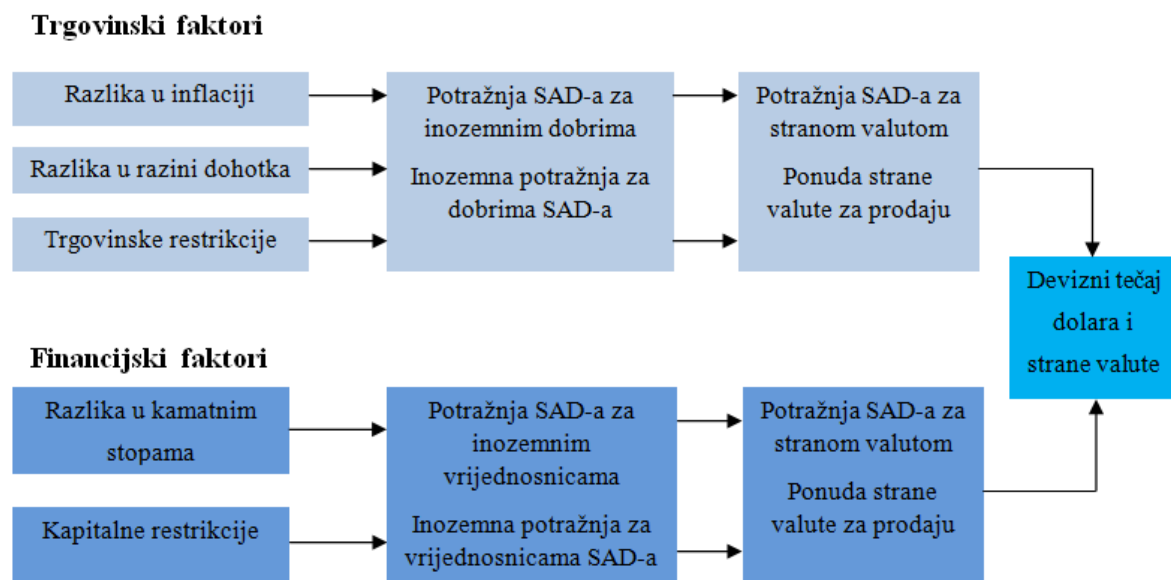 Trgovinski faktori
Razlika u inflaciji
Razlika u razini dohotka
Trgovinske restrikcije
Potražnja SAD-a za
inozemnim dobrima
Inozemna potražnja za
dobrima SAD-a
Potražnja SAD-a za
stranom valutom
Ponuda strane
valute za prodaju
Devizni tečaj
dolara i
strane valute
Financijski faktori
Razlika u kamatnim
stopama
Kapitalne restrikcije
Potražnja SAD-a za
inozemnim
vrijednosnicama
Inozemna potražnja za
vrijednosnicama SAD-a
Potražnja SAD-a za
stranom valutom
Ponuda strane
valute za prodaju